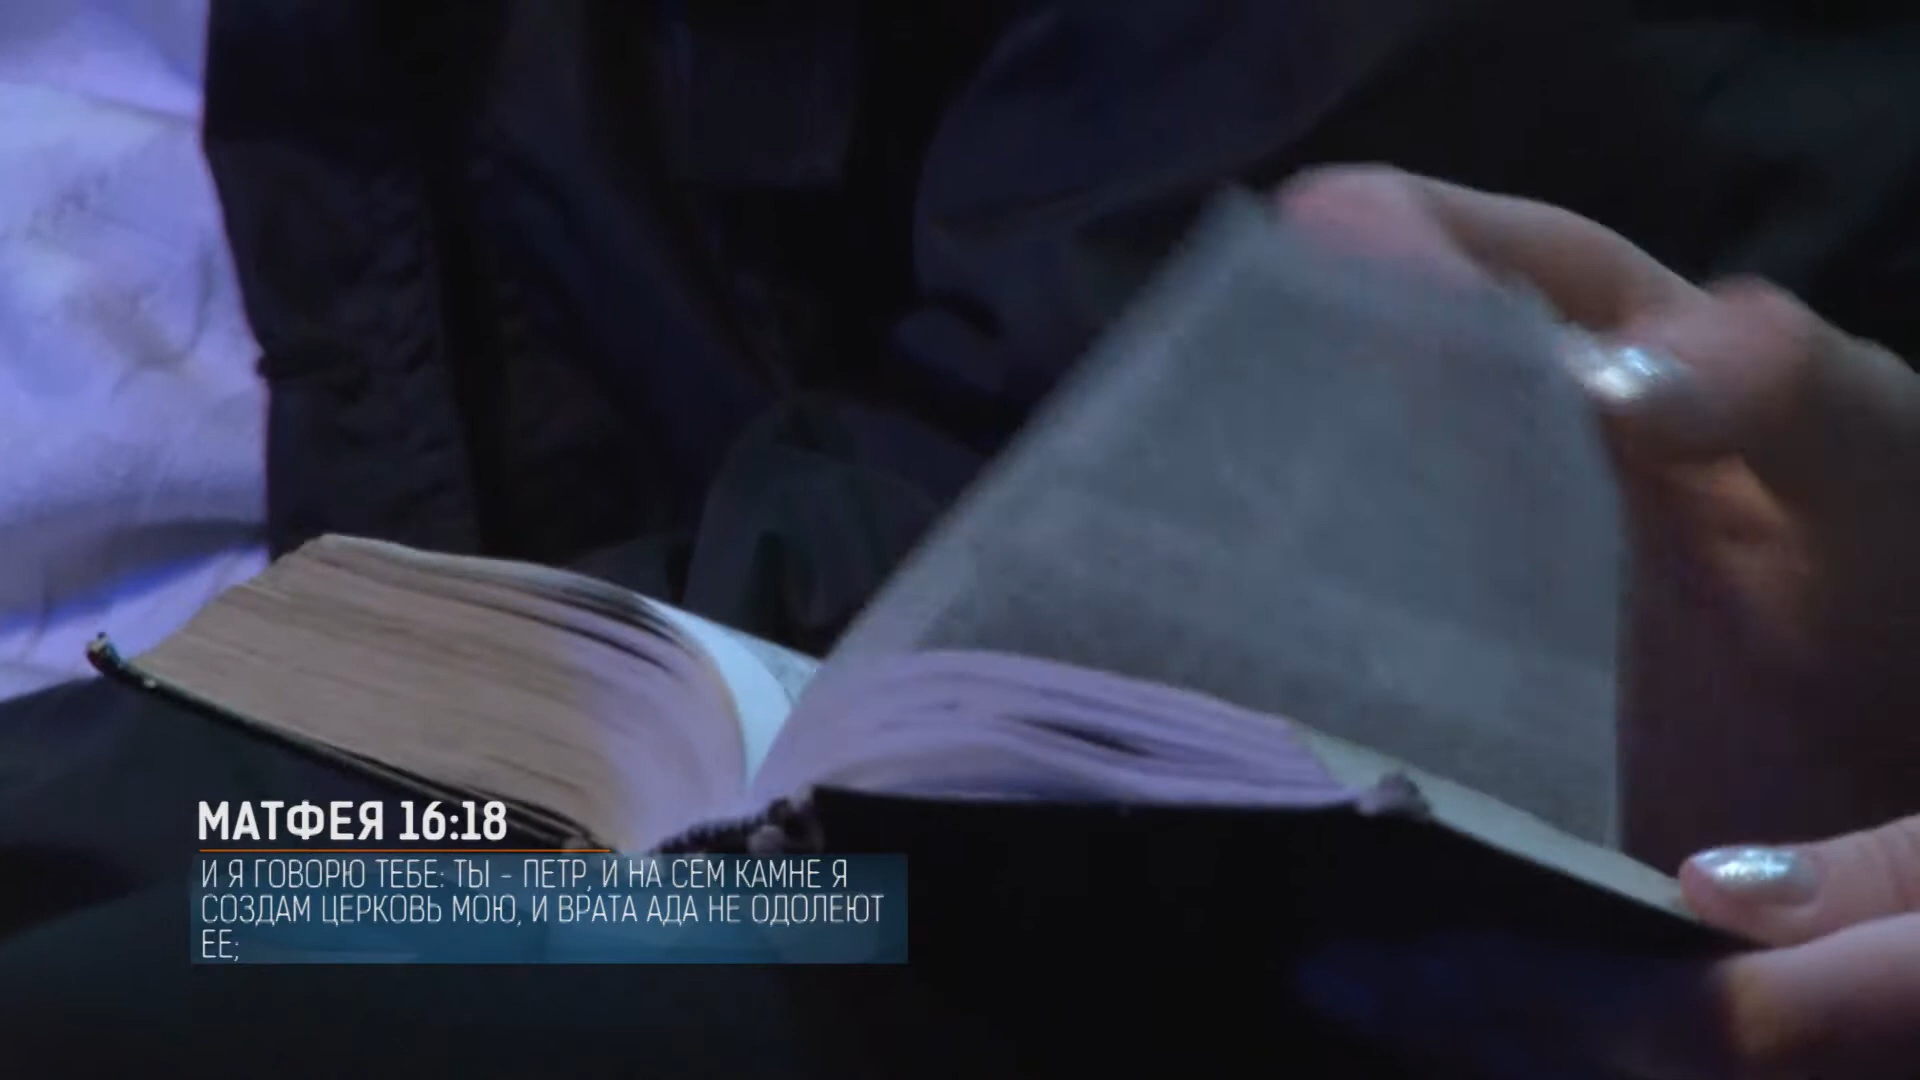 МАТФЕЯ 16:18
И Я ГОВОРЮ ТЕБЕ: ТЫ - ПЕТР, И НА СЕМ КАМНЕ Я
СОЗДАМ ЦЕРКОВЬ МОЮ, И ВРАТА АДА НЕ ОДОЛЕЮТ
ЕЕ;